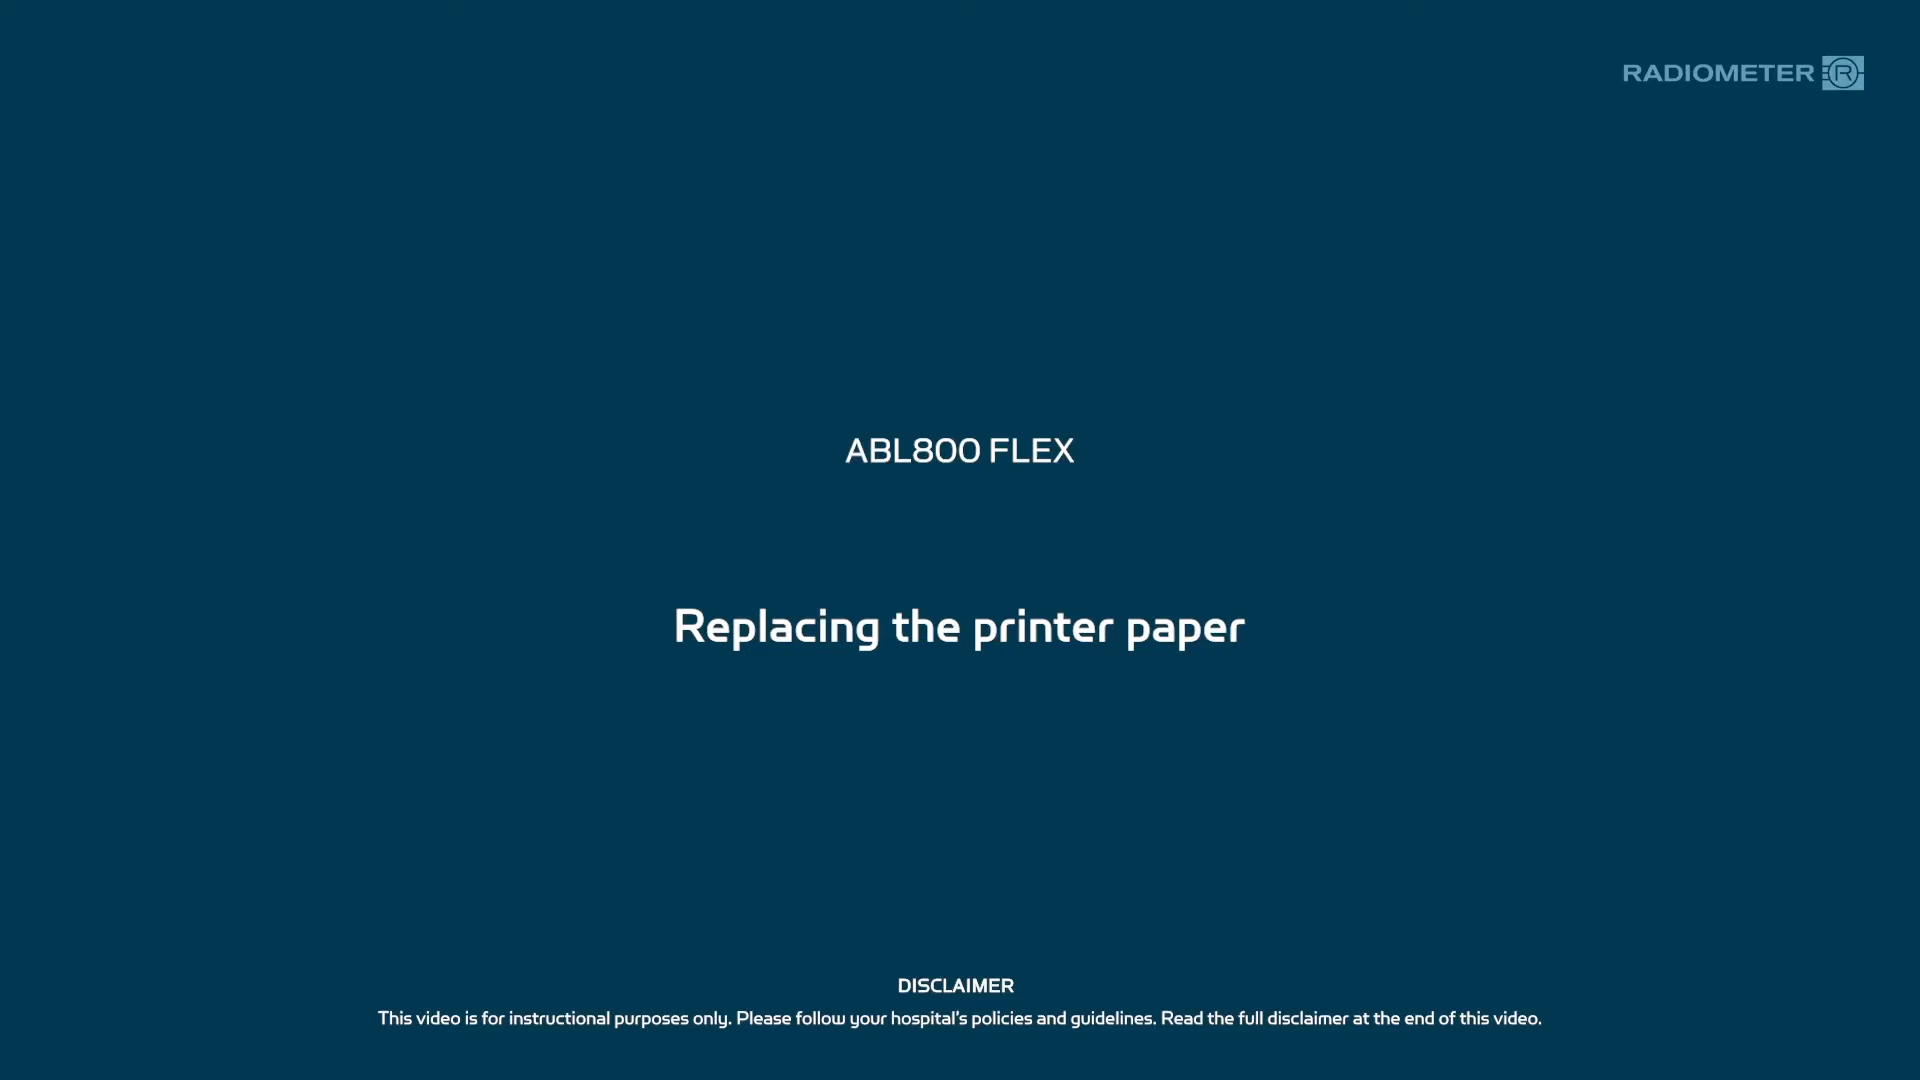 RADIOMETER R
ABL800 FLEX
Replacing the printer paper
DISCLAIMER
This video is for instructional purposes only. Please follow your hospital's policies and guidelines. Read the full disclaimer at the end of this video.